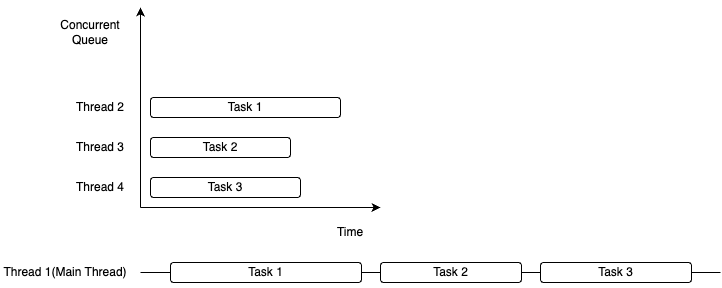 Concurrent
Queue
Thread 2
Task 1
Thread 3
Task 2
Thread 4
Task 3
Time
Thread 1(Main Thread)
Task 1
Task 2
Task 3